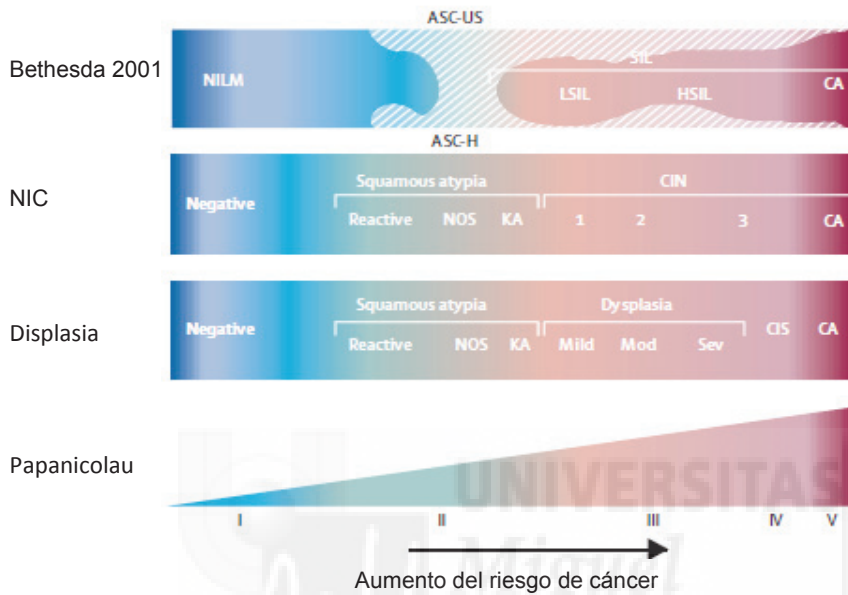 ASC-US
Bethesda 2001
NILM
SIL
LSIL
HSIL
CA
ASC-H
NIC
Negative
Squamous atypia
CIN
Reactive NOS KA
1 2 3
CA
Displasia
Negative
Squamous atypia
Dysplasia
Reactive NOS KA
Mild Mod Sev
CIS CA
Papanicolau
UNIVERSITAS
Miguel
I II III IV V
Aumento del riesgo de cáncer